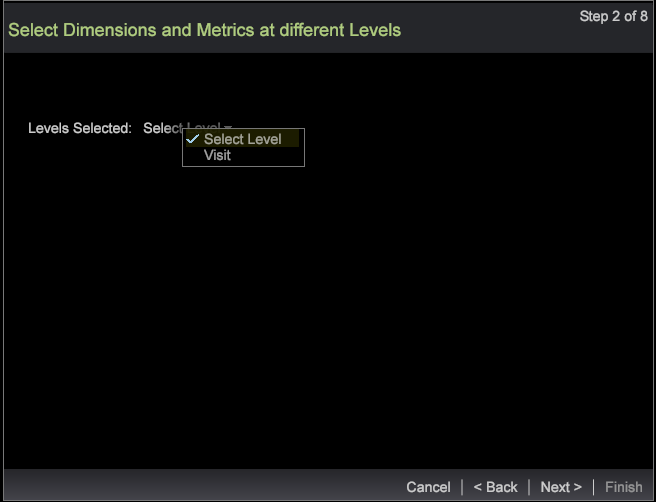 Step 2 of 8
Select Dimensions and Metrics at different Levels
Levels Selected: Select Level
Select Level
Visit
Cancel | < Back | Next > | Finish